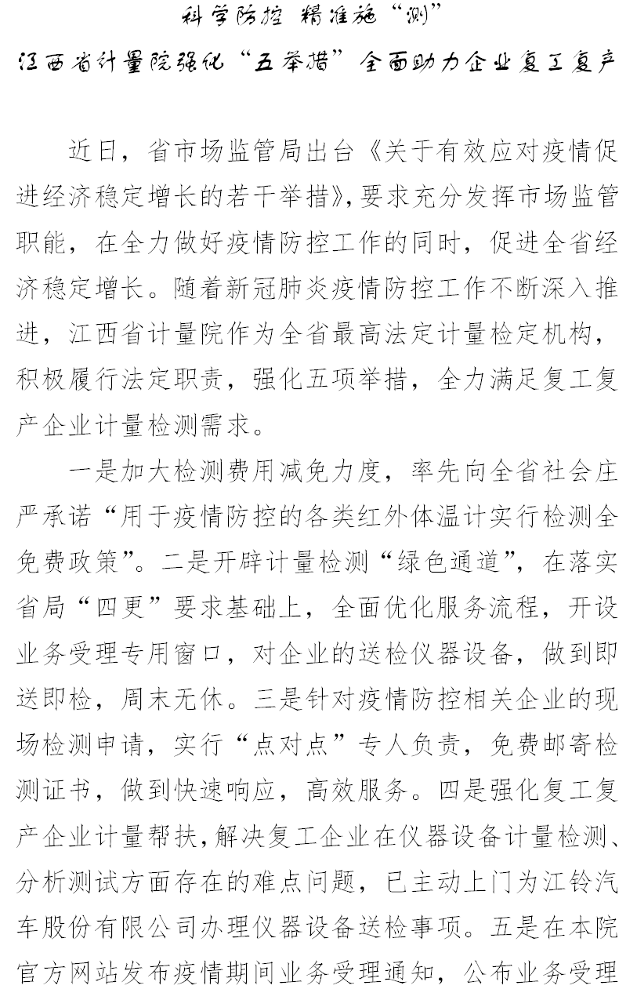 科学防控 精准施“测”
江西省计量院强化“五举措”全面助力企业复工复产
近日，省市场监管局出台《关于有效应对疫情促
进经济稳定增长的若干举措》，要求充分发挥市场监管
职能，在全力做好疫情防控工作的同时，促进全省经
济稳定增长。随着新冠肺炎疫情防控工作不断深入推
进，江西省计量院作为全省最高法定计量检定机构，
积极履行法定职责，强化五项举措，全力满足复工复
产企业计量检测需求。
一是加大检测费用减免力度，率先向全省社会庄
严承诺“用于疫情防控的各类红外体温计实行检测全
免费政策”。二是开辟计量检测“绿色通道”，在落实
省局“四更”要求基础上，全面优化服务流程，开设
业务受理专用窗口，对企业的送检仪器设备，做到即
送即检，周末无休。三是针对疫情防控相关企业的现
场检测申请，实行“点对点”专人负责，免费邮寄检
测证书，做到快速响应，高效服务。四是强化复工复
产企业计量帮扶，解决复工企业在仪器设备计量检测、
分析测试方面存在的难点问题，已主动上门为江铃汽
车股份有限公司办理仪器设备送检事项。五是在本院
官方网站发布疫情期间业务受理通知，公布业务受理